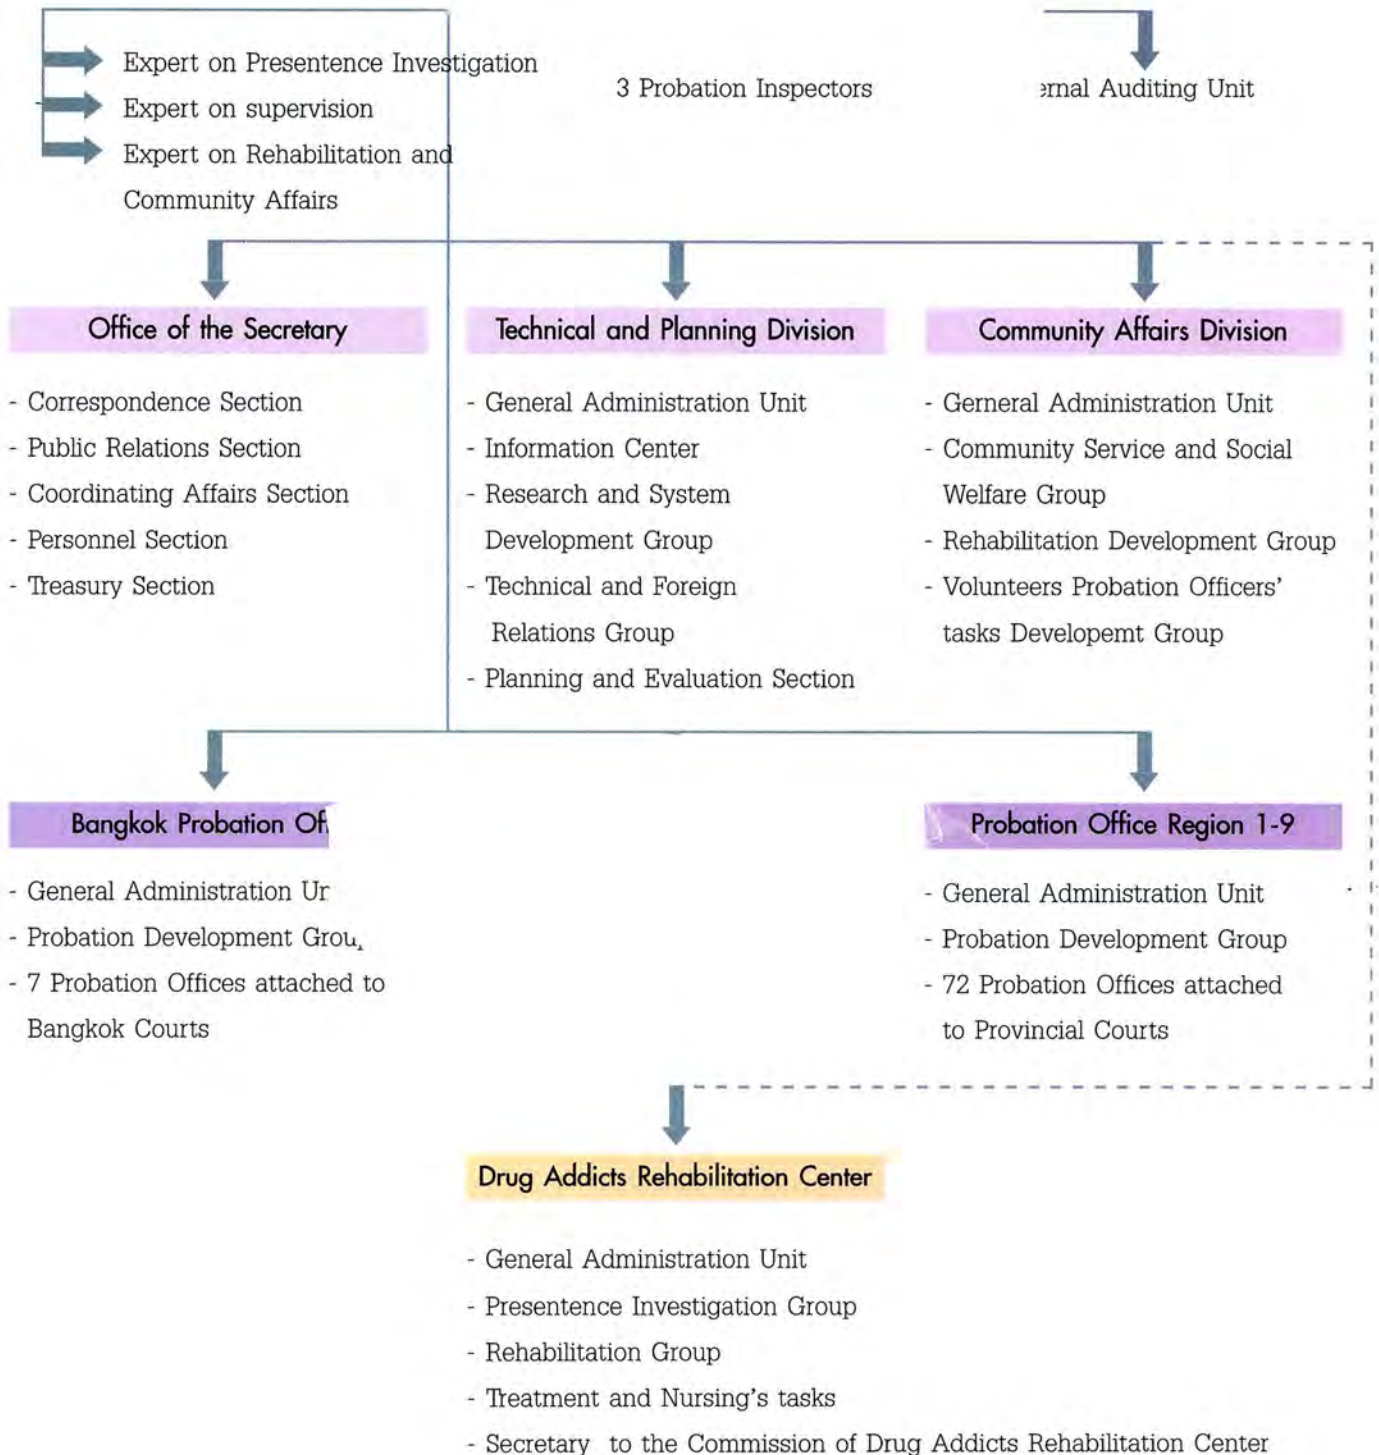 Expert on Presentence Investigation
Expert on supervision
Expert on Rehabilitation and
Community Affairs
3 Probation Inspectors
Auditing Unit
Office of the Secretary
- Correspondence Section
- Public Relations Section
- Coordinating Affairs Section
- Personnel Section
- Treasury Section
Technical and Planning Division
- General Administration Unit
- Information Center
- Research and System
Development Group
- Technical and Foreign
Relations Group
- Planning and Evaluation Section
Community Affairs Division
- Gerneral Administration Unit
- Community Service and Social
Welfare Group
- Rehabilitation Development Group
- Volunteers Probation Officers'
tasks Developemt Group
Bangkok Probation
- General Administration
- Probation Development
- 7 Probation Offices attached to
Bangkok Courts
Probation Office Region 1-9
- General Administration Unit
- Probation Development Group
- 72 Probation Offices attached
to Provincial Courts
Drug Addicts Rehabilitation Center
- General Administration Unit
- Presentence Investigation Group
- Rehabilitation Group
- Treatment and Nursing's tasks
- Secretary to the Commission of Drug Addicts Rehabilitation Center